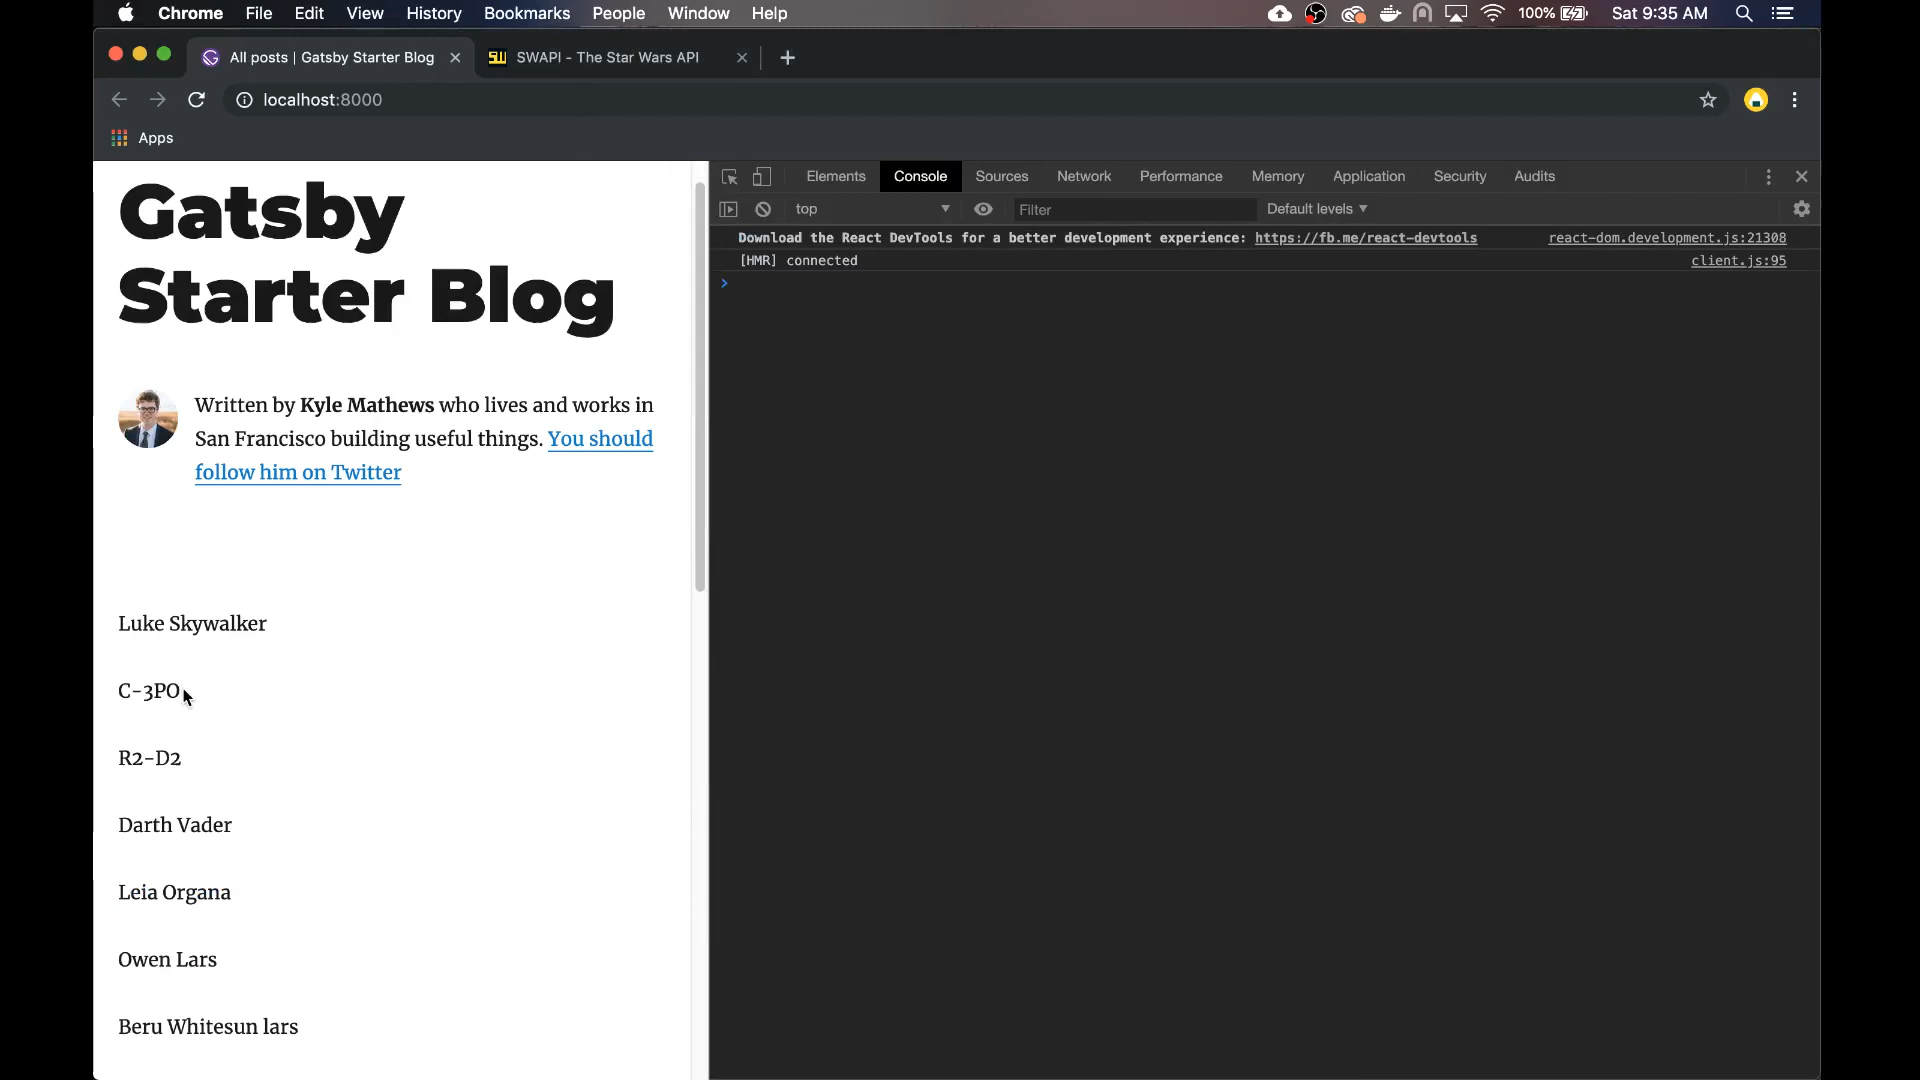 Chrome File Edit View History Bookmarks People Window Help 100% Sat 9:35 AM
All posts | Gatsby Starter Blog SWAPI - The Star Wars API
localhost:8000
Apps
Elements Console Sources Network Performance Memory Application Security Audits
top Filter Default levels
Download the React DevTools for a better development experience: https://fb.me/react-devtools react-dom.development.js:21308
[HMR] connected client.js:95
Gatsby
Starter Blog
Written by Kyle Mathews who lives and works in
San Francisco building useful things. You should
follow him on Twitter
Luke Skywalker
C-3PO
R2-D2
Darth Vader
Leia Organa
Owen Lars
Beru Whitesun lars